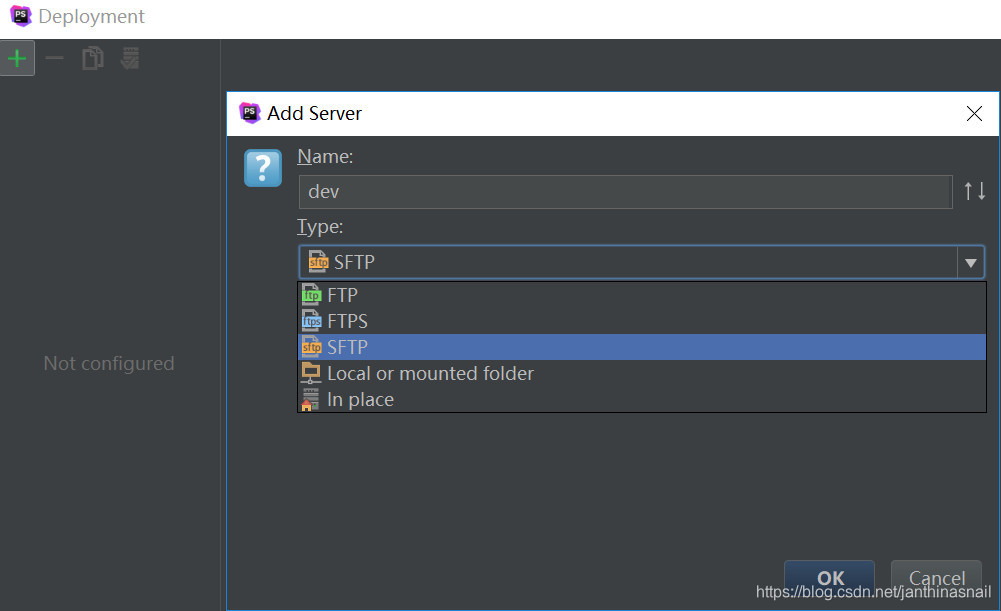 PS Deployment
PS Add Server
? Name:
dev
Type:
sftp SFTP
ftp FTP
ftps FTPS
sftp SFTP
Local or mounted folder
In place
Not configured
OK Cancel
https://blog.csdn.net/janthinasnail